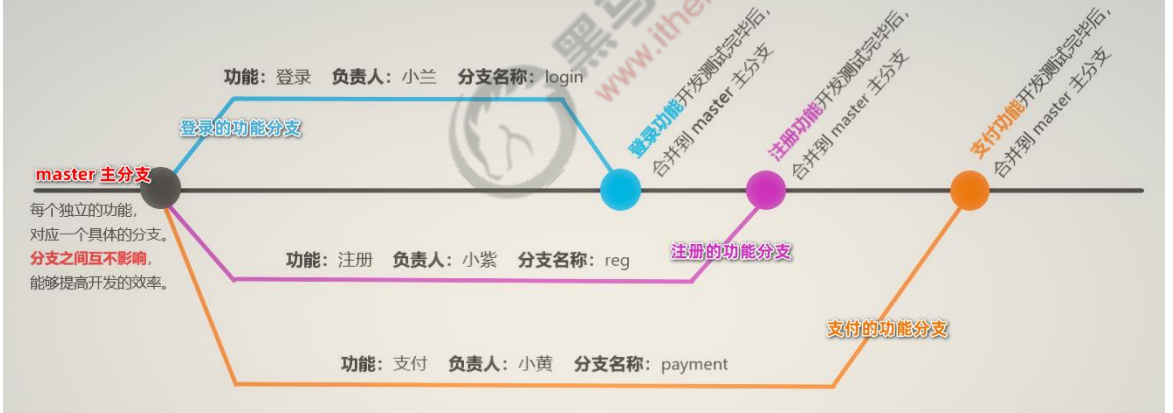 黑马
www.ithe
功能：登录 负责人：小兰 分支名称：login
登录的功能分支
登录功能开发测试完毕后，
合并到 master 主分支
注册功能开发测试完毕后，
合并到 master 主分支
支付功能开发测试完毕后，
合并到 master 主分支
master 主分支
每个独立的功能，
对应一个具体的分支。
分支之间互不影响，
能够提高开发的效率。
功能：注册 负责人：小紫 分支名称：reg
注册的功能分支
支付的功能分支
功能：支付 负责人：小黄 分支名称：payment